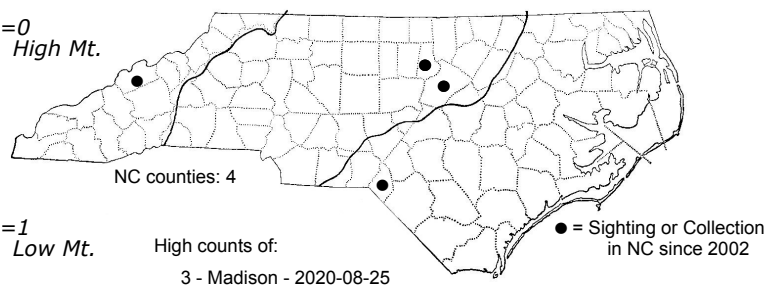 =0
High Mt.
NC counties: 4
=1
Low Mt.
High counts of:
3 - Madison - 2020-08-25
● = Sighting or Collection
in NC since 2002